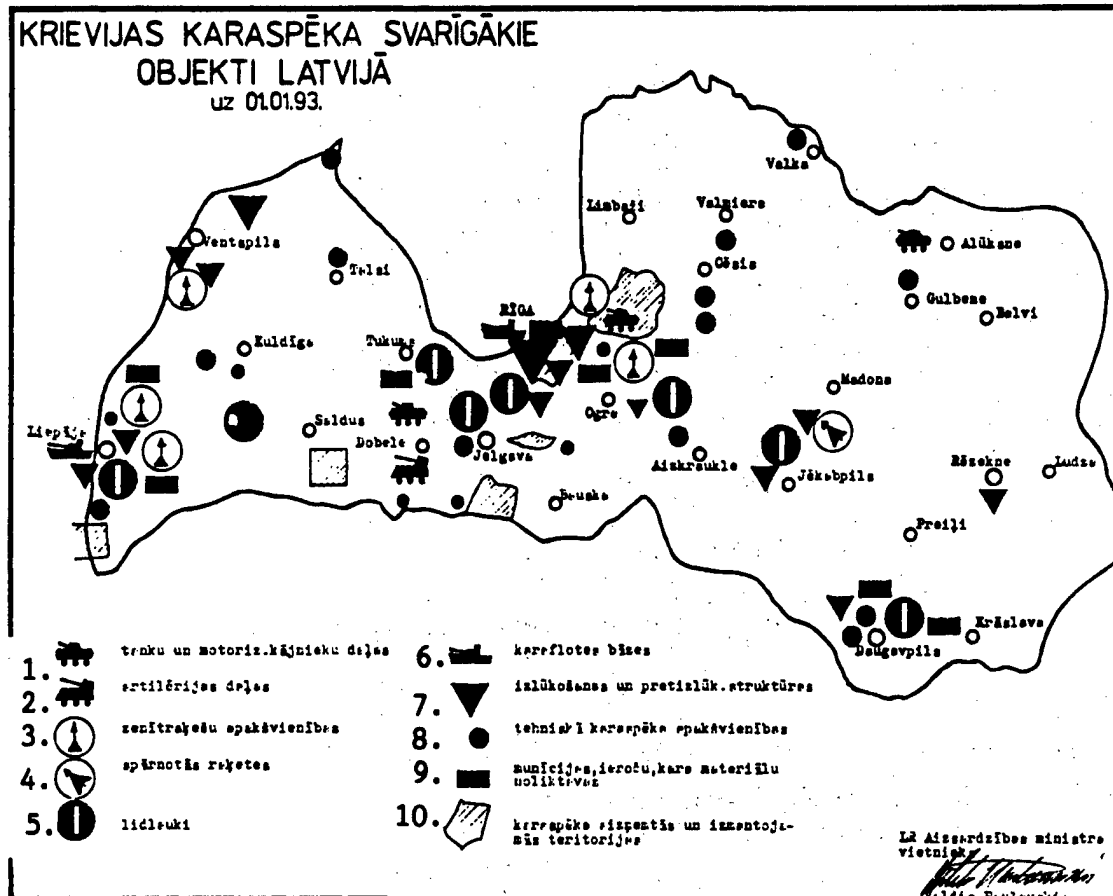 KRIEVIJAS KARASPĒKA SVARĪGĀKIE
OBJEKTI LATVIJĀ
uz 01.01.93.
Valka
Limbaži
Valmiera
Ventspils
Alūksne
Talsi
Cēsis
Gulbene
RĪGA
Balvi
Kuldīga
Tukums
Madona
Ogre
Saldus
Liepāja
Dobele
Jelgava
Aizkraukle
Rēzekne
Ludza
Jēkabpils
Bauska
Preiļi
Krāslava
Daugavpils
1. tanku un motoriz.kājnieku daļas
2. artilērijas daļas
3. zenītraķešu apakšvienības
4. spārnotās raķetes
5. lidlauki
6. karaflotes bāzes
7. izlūkošanas un pretizlūk.struktūras
8. tehniskā karaspēka apakšvienības
9. munīcijas,ieroču,kara materiālu
noliktavas
10. karaspēka aizņemtās un izmantoja-
mās teritorijas
LR Aizsardzības ministra
vietnieks